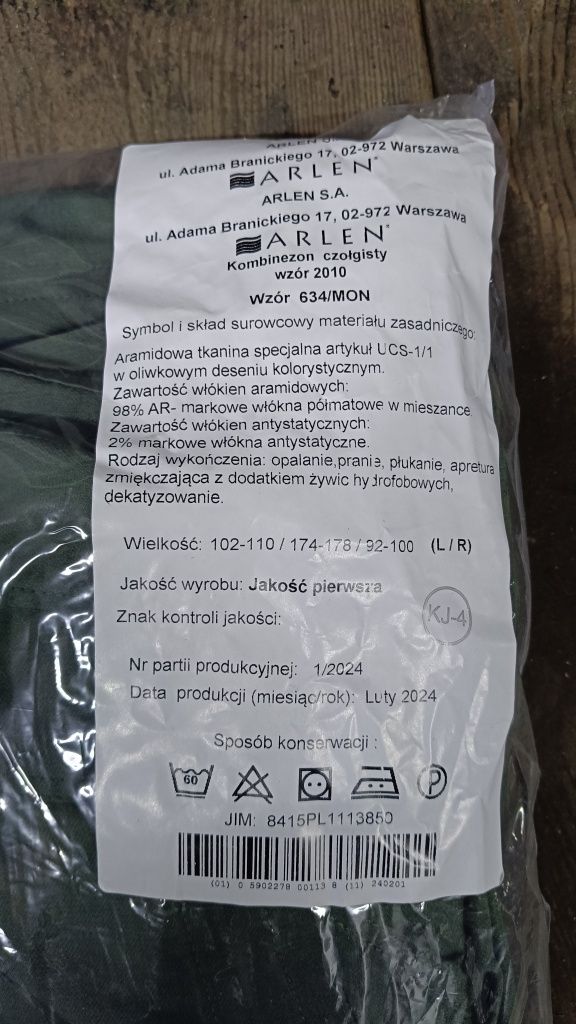 ARLEN S.A.
ul. Adama Branickiego 17, 02-972 Warszawa
ARLEN
ARLEN S.A.
ul. Adama Branickiego 17, 02-972 Warszawa
ARLEN
Kombinezon czołgisty
wzór 2010
Wzór 634/MON
Symbol i skład surowcowy materiału zasadniczego:
Aramidowa tkanina specjalna artykuł UCS-1/1
w oliwkowym deseniu kolorystycznym.
Zawartość włókien aramidowych:
98% AR- markowe włókna półmatowe w mieszance
Zawartość włókien antystatycznych:
2% markowe włókna antystatyczne.
Rodzaj wykończenia: opalanie,pranie, płukanie, apretura
zmiękczająca z dodatkiem żywic hydrofobowych,
dekatyzowanie.
Wielkość: 102-110 / 174-178 / 92-100 (L / R)
Jakość wyrobu: Jakość pierwsza
Znak kontroli jakości:
KJ-4
Nr partii produkcyjnej: 1/2024
Data produkcji (miesiąc/rok): Luty 2024
Sposób konserwacji :
60 P
JIM: 8415PL1113850
(01) 0 5902278 00113 8 (11) 240201